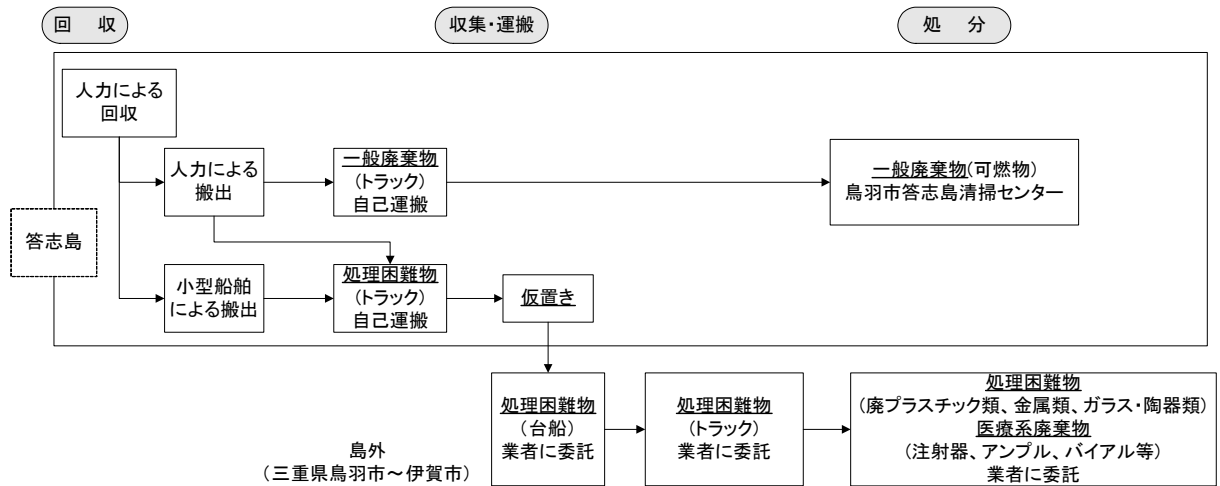 回　収
収集・運搬
処　分
人力による
回収
人力による
搬出
一般廃棄物
(トラック)
自己運搬
一般廃棄物(可燃物)
鳥羽市答志島清掃センター
答志島
小型船舶
による搬出
処理困難物
(トラック)
自己運搬
仮置き
処理困難物
(台船)
業者に委託
処理困難物
(トラック)
業者に委託
処理困難物
(廃プラスチック類、金属類、ガラス・陶器類)
医療系廃棄物
(注射器、アンプル、バイアル等)
業者に委託
島外
(三重県鳥羽市～伊賀市)